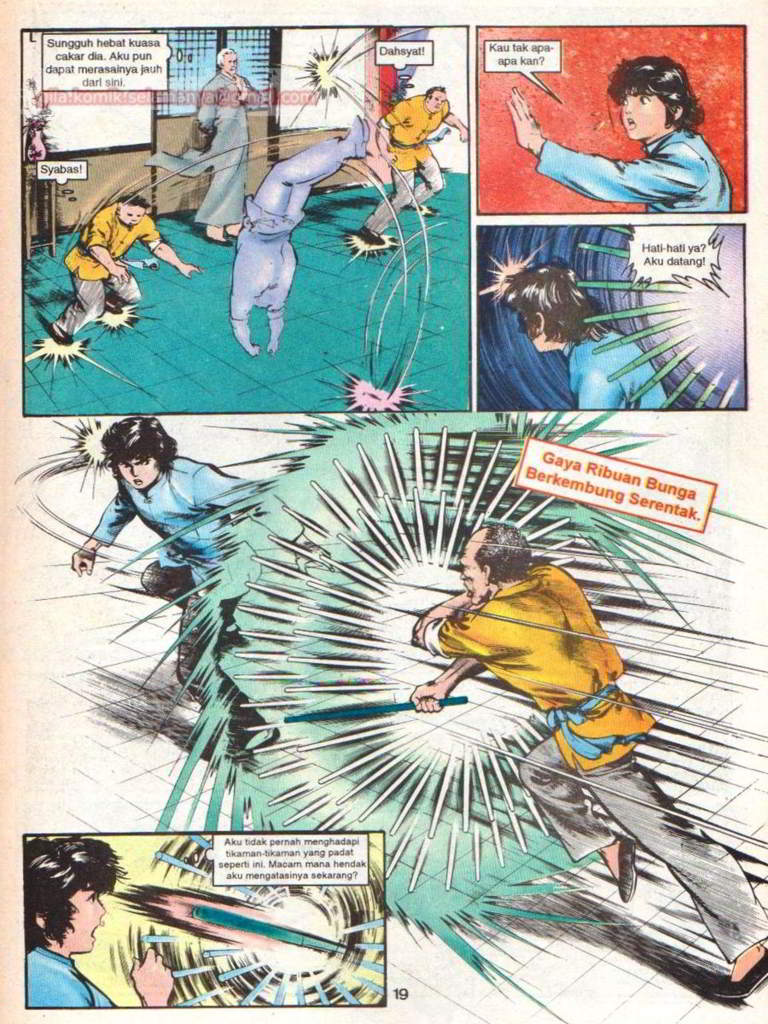 Sungguh hebat kuasa
cakar dia. Aku pun
dapat merasainya jauh
dari sini.
Dahsyat!
Syabas!
Kau tak apa-
apa kan?
Hati-hati ya?
Aku datang!
Gaya Ribuan Bunga
Berkembung Serentak.
Aku tidak pernah menghadapi
tikaman-tikaman yang padat
seperti ini. Macam mana hendak
aku mengatasinya sekarang?
19